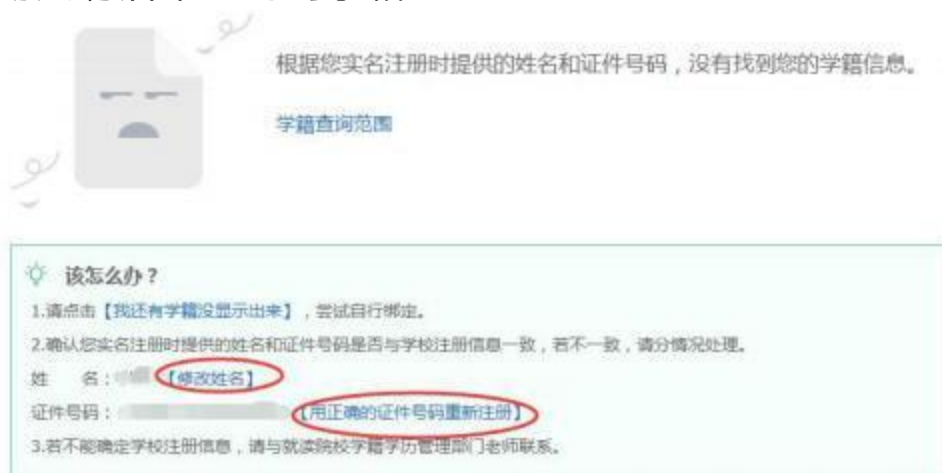 根据您实名注册时提供的姓名和证件号码，没有找到您的学籍信息。
学籍查询范围
该怎么办？
1.请点击【我还有学籍没显示出来】，尝试自行绑定。
2.确认您实名注册时提供的姓名和证件号码是否与学校注册信息一致，若不一致，请分情况处理。
姓 名：【修改姓名】
证件号码：【用正确的证件号码重新注册】
3.若不能确定学校注册信息，请与就读院校学籍学历管理部门老师联系。